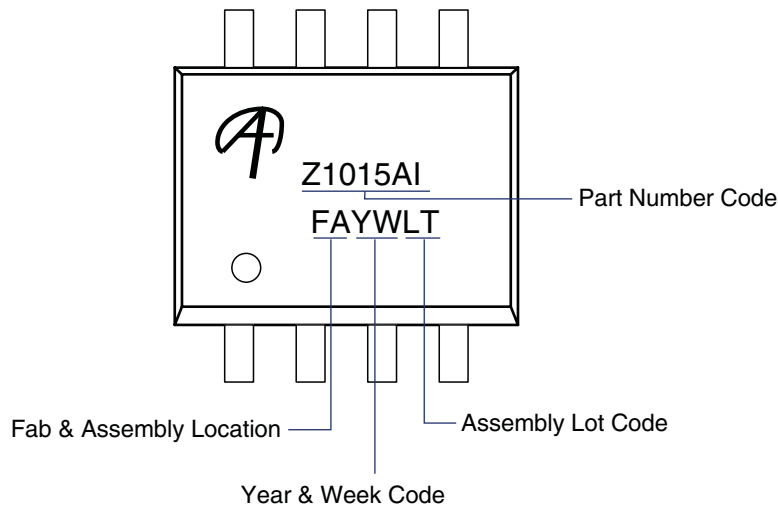 Z1015AI
Part Number Code
FAYWLT
Fab & Assembly Location
Assembly Lot Code
Year & Week Code